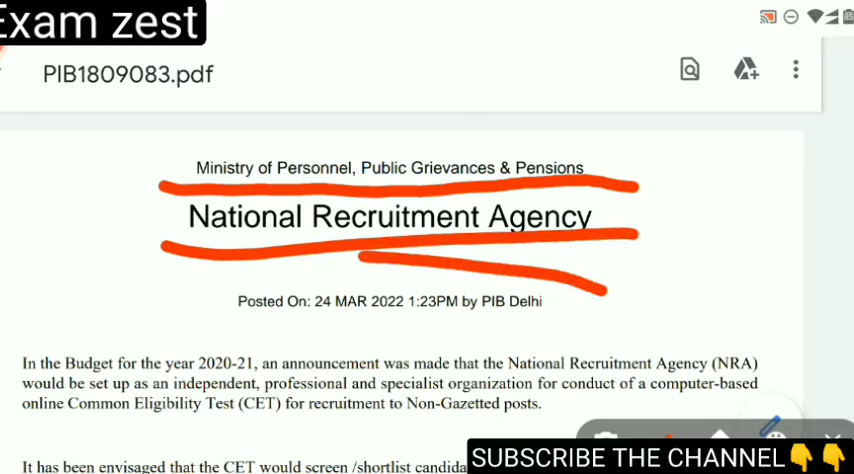 Exam zest
PIB1809083.pdf
Ministry of Personnel, Public Grievances & Pensions
National Recruitment Agency
Posted On: 24 MAR 2022 1:23PM by PIB Delhi
In the Budget for the year 2020-21, an announcement was made that the National Recruitment Agency (NRA)
would be set up as an independent, professional and specialist organization for conduct of a computer-based
online Common Eligibility Test (CET) for recruitment to Non-Gazetted posts.
It has been envisaged that the CET would screen /shortlist candida
SUBSCRIBE THE CHANNEL👇👇